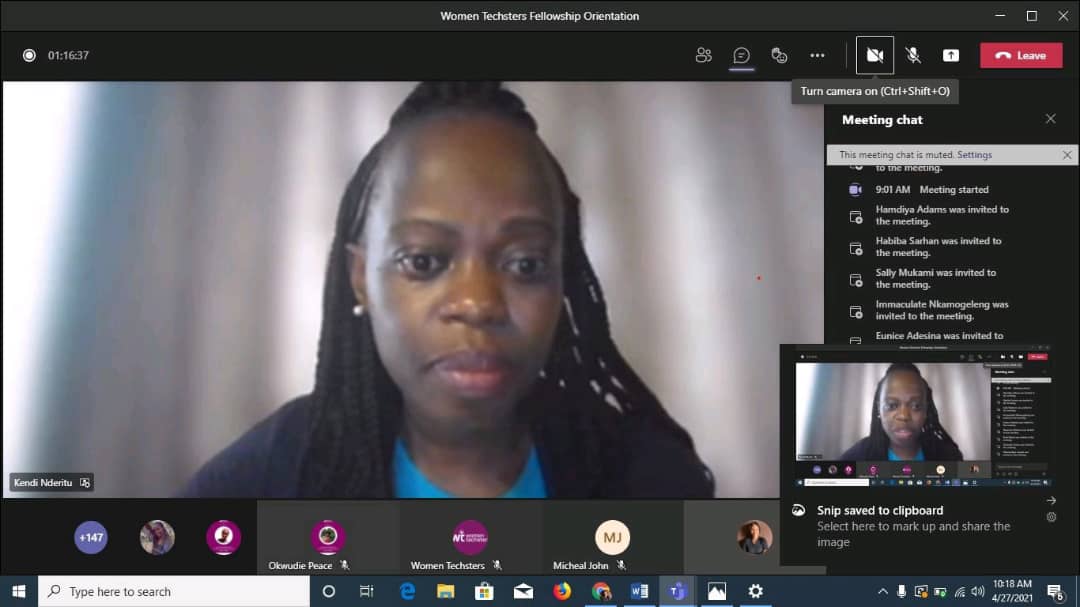 Women Techsters Fellowship Orientation
01:16:37
Leave
Turn camera on (Ctrl+Shift+O)
Meeting chat
This meeting chat is muted. Settings
to the meeting.
9:01 AM Meeting started
Hamdiya Adams was invited to
the meeting.
Habiba Sarhan was invited to
the meeting.
Sally Mukami was invited to
the meeting.
Immaculate Nkamogeleng was
invited to the meeting.
Eunice Adesina was invited to
Snip saved to clipboard
Select here to mark up and share the
image
Kendi Nderitu
+147
Okwudie Peace
wt women techsters
Women Techsters
MJ
Micheal John
Type here to search
10:18 AM
4/27/2021
5